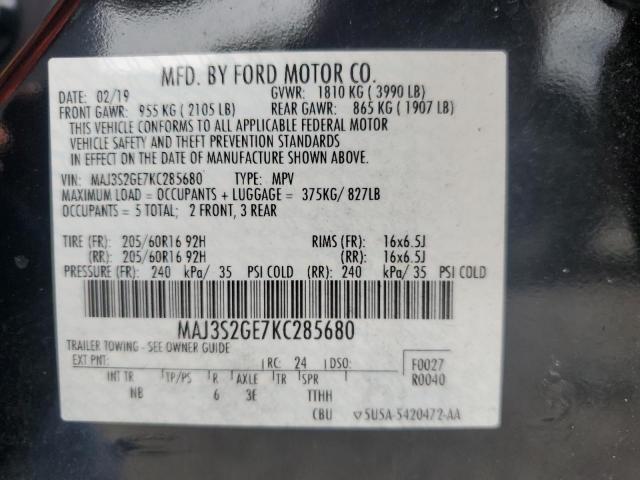 MFD. BY FORD MOTOR CO.
DATE: 02/19 GVWR: 1810 KG ( 3990 LB)
FRONT GAWR: 955 KG ( 2105 LB) REAR GAWR: 865 KG ( 1907 LB)
THIS VEHICLE CONFORMS TO ALL APPLICABLE FEDERAL MOTOR
VEHICLE SAFETY AND THEFT PREVENTION STANDARDS
IN EFFECT ON THE DATE OF MANUFACTURE SHOWN ABOVE.
VIN: MAJ3S2GE7KC285680 TYPE: MPV
MAXIMUM LOAD = OCCUPANTS + LUGGAGE = 375KG/ 827LB
OCCUPANTS = 5 TOTAL; 2 FRONT, 3 REAR
TIRE (FR): 205/60R16 92H RIMS (FR): 16x6.5J
(RR): 205/60R16 92H (RR): 16x6.5J
PRESSURE (FR): 240 kPa/ 35 PSI COLD (RR): 240 kPa/ 35 PSI COLD
MAJ3S2GE7KC285680
TRAILER TOWING - SEE OWNER GUIDE
EXT PNT: RC: 24 DSO: F0027
INT TR TP/PS R AXLE TR SPR R0040
NB 6 3E TTHH
CBU 5U5A-5420472-AA